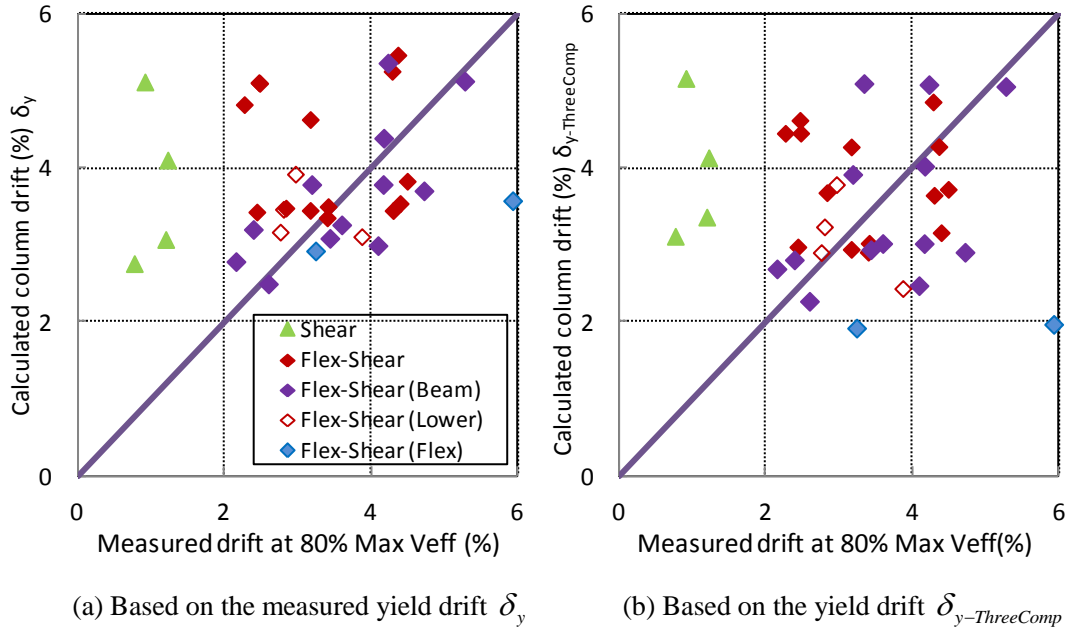 6
5
4
2
0
Calculated column drift (%) δy
Shear
Flex-Shear
Flex-Shear (Beam)
Flex-Shear (Lower)
Flex-Shear (Flex)
0 2 4 6
Measured drift at 80% Max Veff (%)
(a) Based on the measured yield drift δy
6
5
4
2
0
Calculated column drift (%) δy-ThreeComp
0 2 4 6
Measured drift at 80% Max Veff(%)
(b) Based on the yield drift δy−ThreeComp